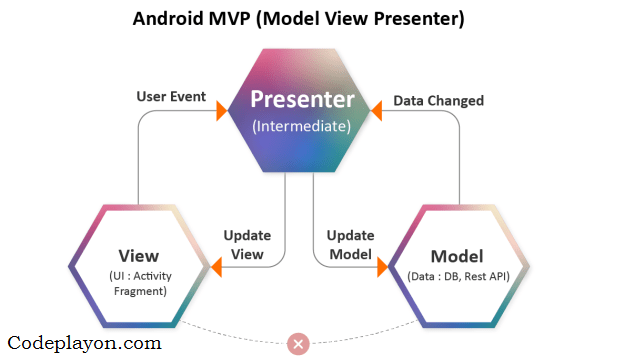 Android MVP (Model View Presenter)
User Event
Presenter
(Intermediate)
Data Changed
Update
View
Update
Model
View
(UI : Activity
Fragment)
Model
(Data : DB, Rest API)
Codeplayon.com